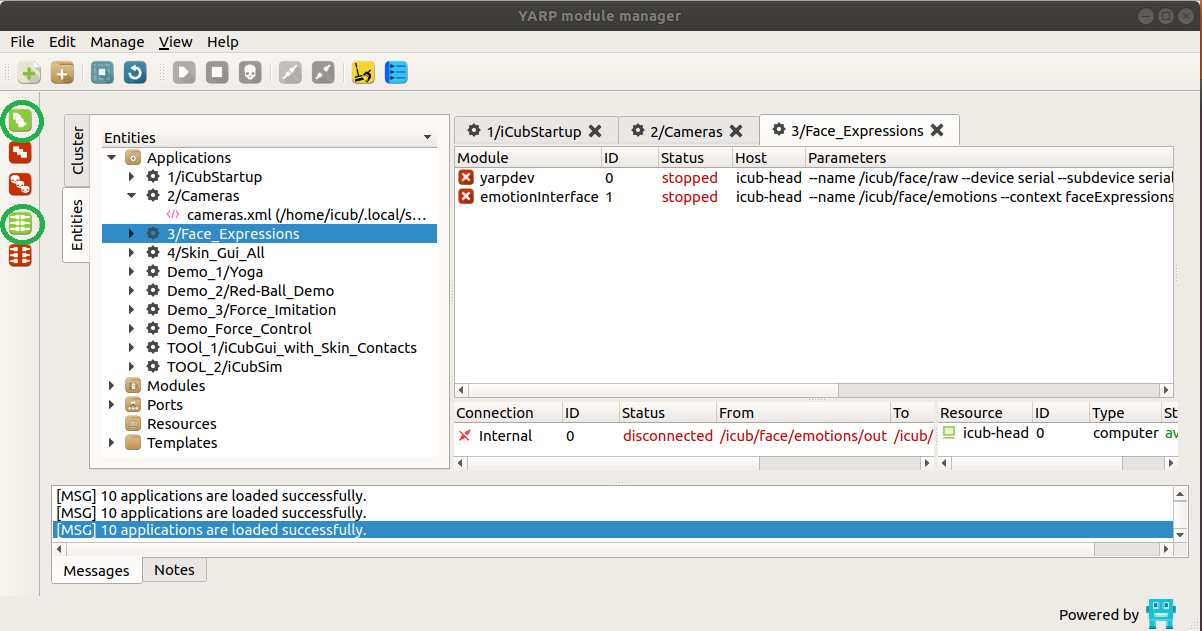 YARP module manager
File Edit Manage View Help
Cluster
Entities
Entities
Applications
1/iCubStartup
2/Cameras
</> cameras.xml (/home/icub/.local/s...
3/Face_Expressions
4/Skin_Gui_All
Demo_1/Yoga
Demo_2/Red-Ball_Demo
Demo_3/Force_Imitation
Demo_Force_Control
TOOl_1/iCubGui_with_Skin_Contacts
TOOL_2/iCubSim
Modules
Ports
Resources
Templates
1/iCubStartup 2/Cameras 3/Face_Expressions
Module ID Status Host Parameters
yarpdev 0 stopped icub-head --name /icub/face/raw --device serial --subdevice serial
emotionInterface 1 stopped icub-head --name /icub/face/emotions --context faceExpressions
Connection ID Status From To
Internal 0 disconnected /icub/face/emotions/out /icub/
Resource ID Type St
icub-head 0 computer av
[MSG] 10 applications are loaded successfully.
[MSG] 10 applications are loaded successfully.
[MSG] 10 applications are loaded successfully.
Messages Notes
Powered by